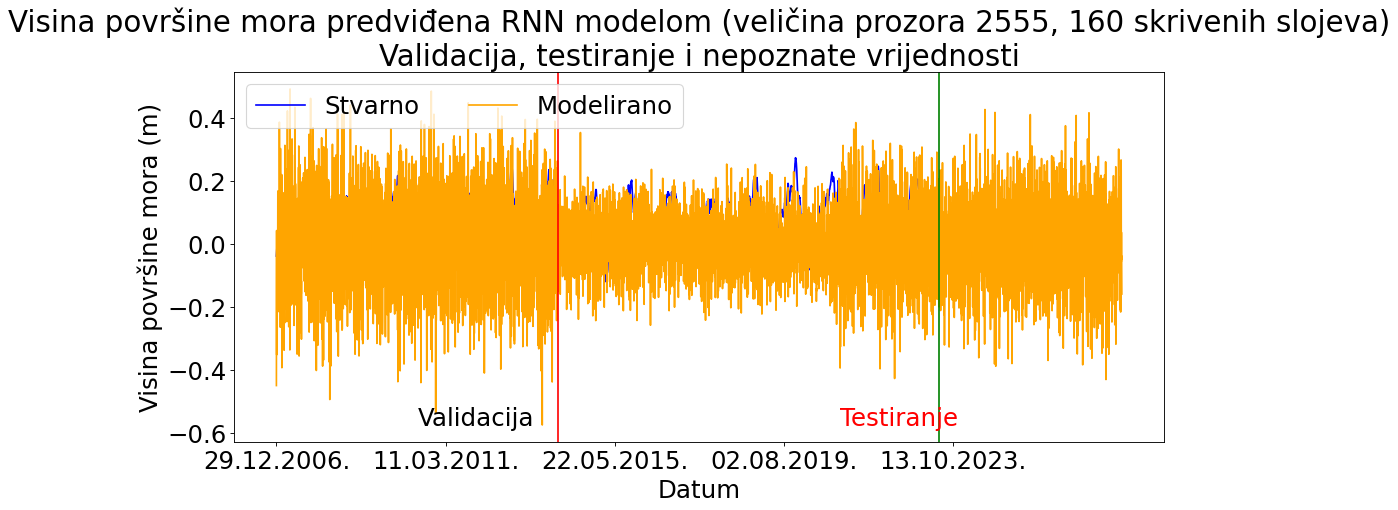 Visina površine mora predviđena RNN modelom (veličina prozora 2555, 160 skrivenih slojeva)
Validacija, testiranje i nepoznate vrijednosti
Stvarno Modelirano
Visina površine mora (m)
0.4
0.2
0.0
−0.2
−0.4
−0.6
Validacija Testiranje
29.12.2006. 11.03.2011. 22.05.2015. 02.08.2019. 13.10.2023.
Datum